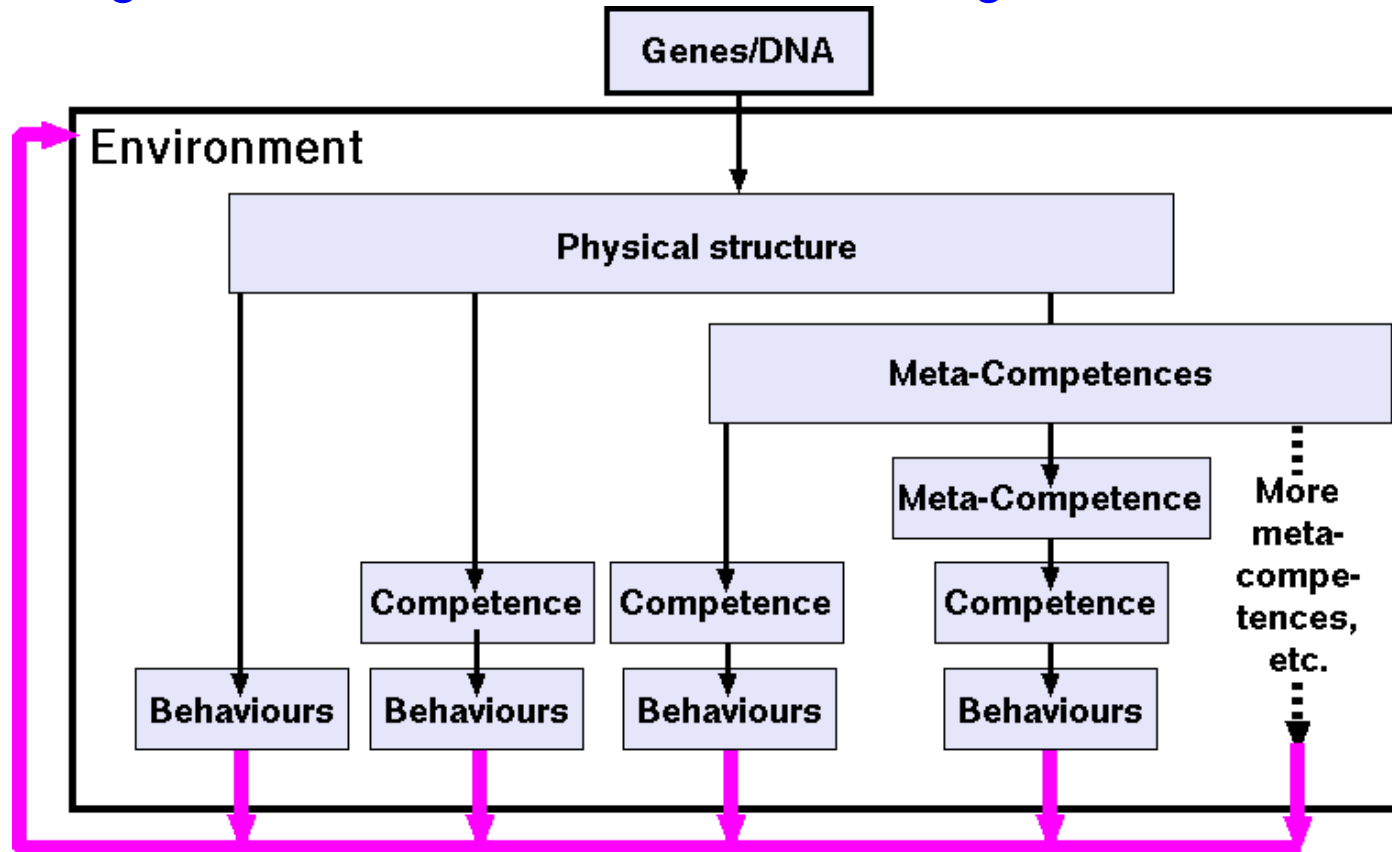 Genes/DNA
Environment
Physical structure
Meta-Competences
Meta-Competence
More
meta-
compe-
tences,
etc.
Competence
Competence
Competence
Behaviours
Behaviours
Behaviours
Behaviours